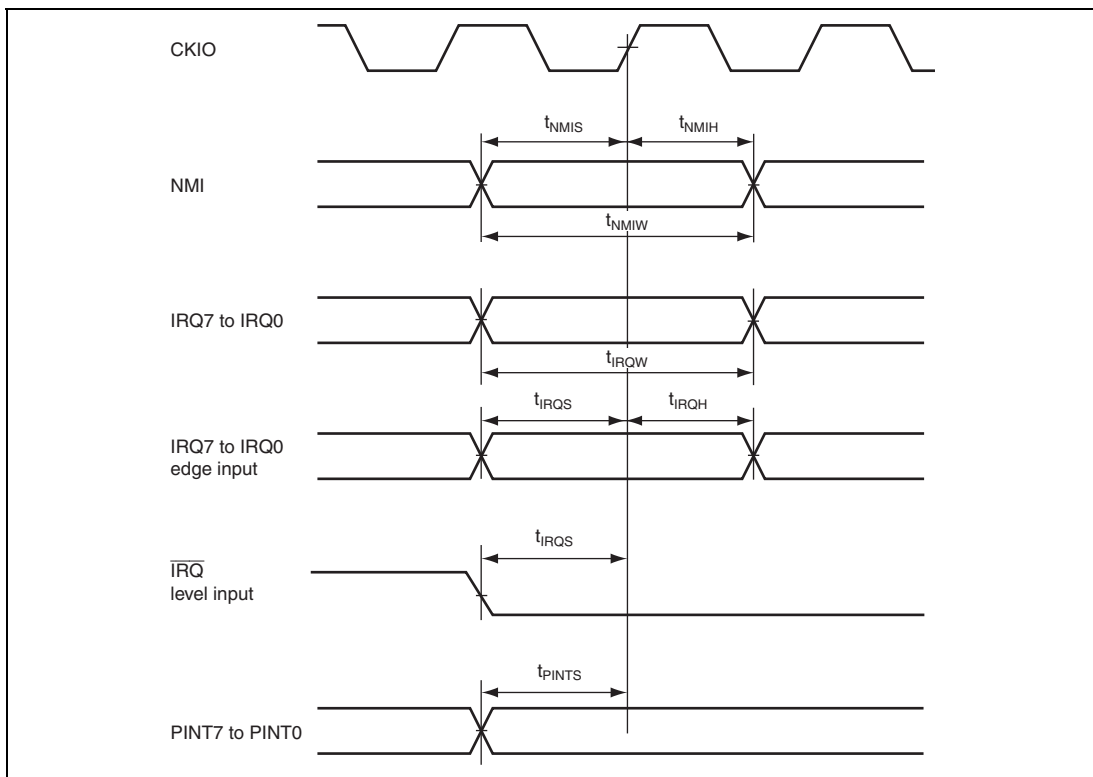 CKIO
tNMIS
tNMIH
NMI
tNMIW
IRQ7 to IRQ0
tIRQW
tIRQS
tIRQH
IRQ7 to IRQ0
edge input
tIRQS
I̅R̅Q̅
level input
tPINTS
PINT7 to PINT0